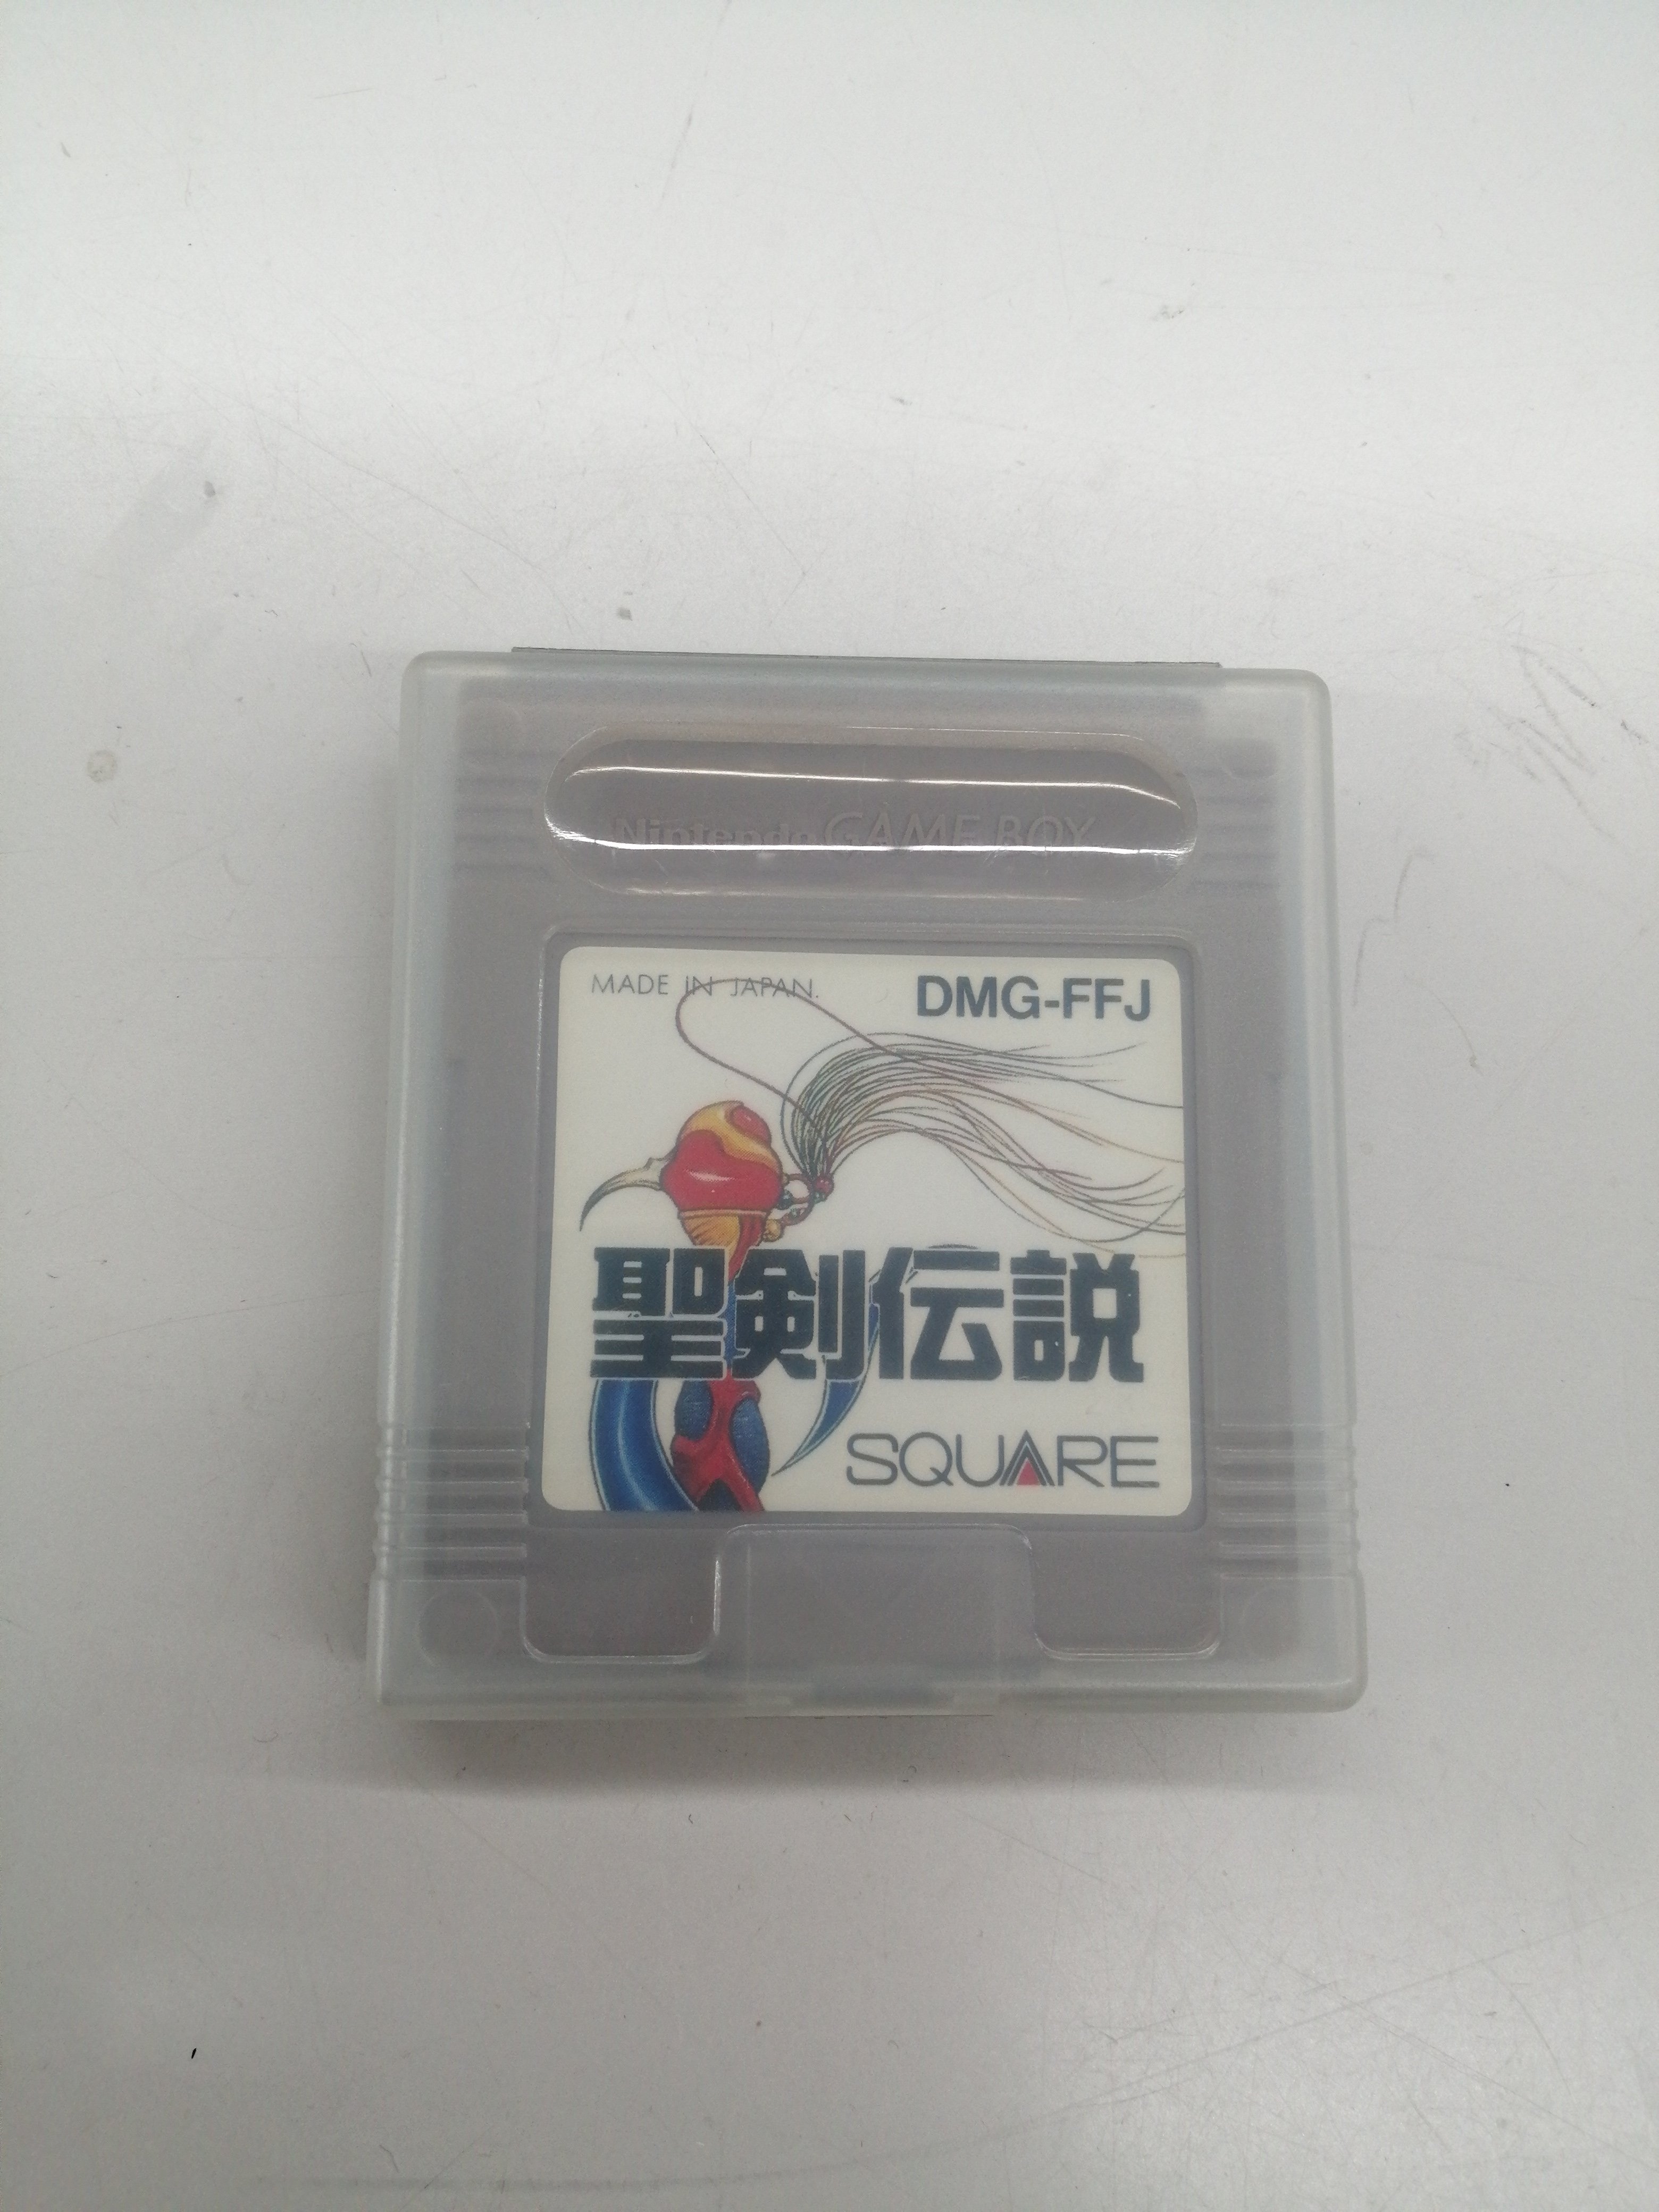 Nintendo GAME BOY
MADE IN JAPAN. DMG-FFJ
聖剣伝説
SQUARE